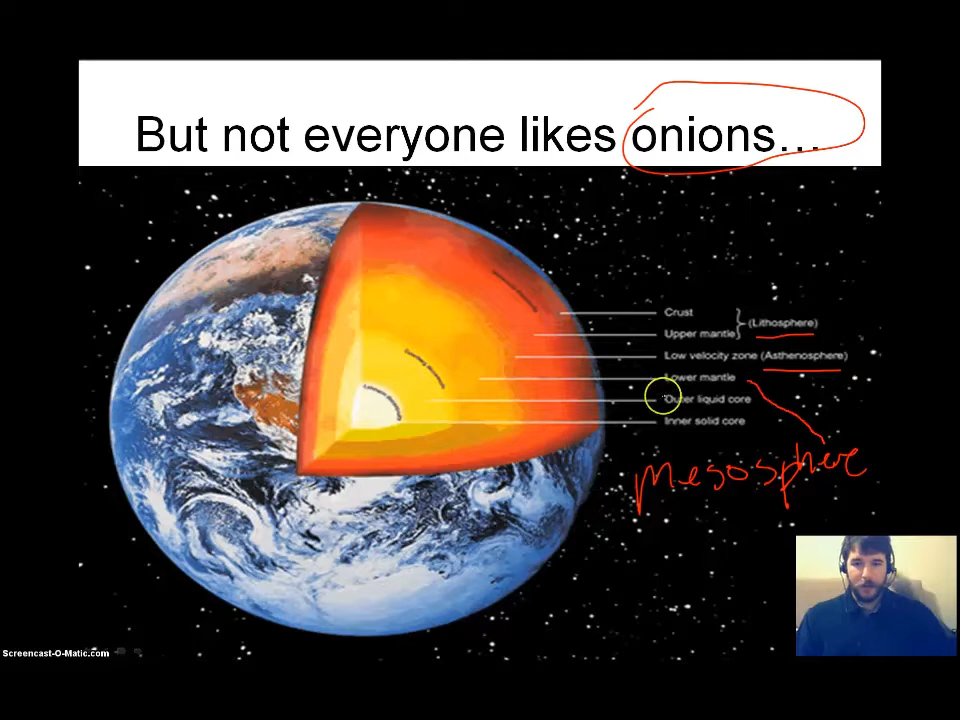 But not everyone likes onions...
Crust
(Lithosphere)
Upper mantle
Low velocity zone (Asthenosphere)
Lower mantle
Outer liquid core
Inner solid core
mesosphere
Screencast-O-Matic.com